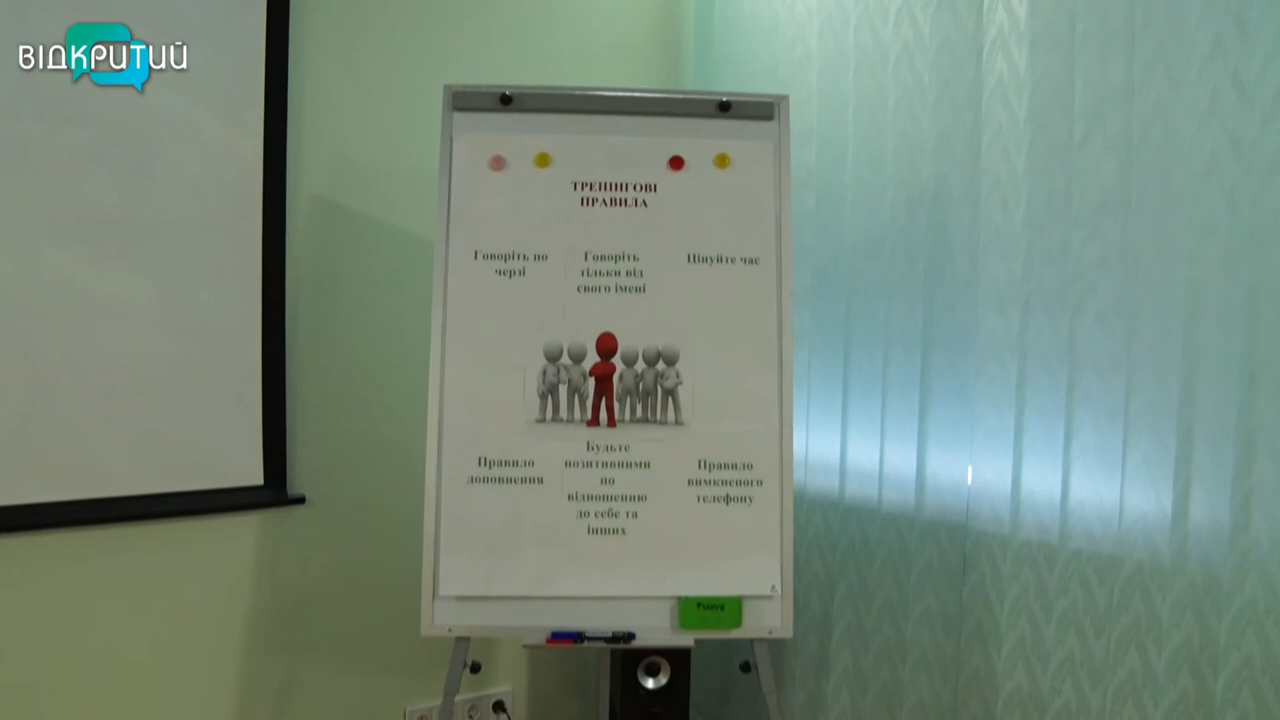 ВІДКРИТИЙ
ТРЕНІНГОВІ
ПРАВИЛА
Говоріть по
черзі
Говоріть
тільки від
свого імені
Цінуйте час
Правило
доповнення
Будьте
позитивними
по
відношенню
до себе та
інших
Правило
вимкненого
телефону